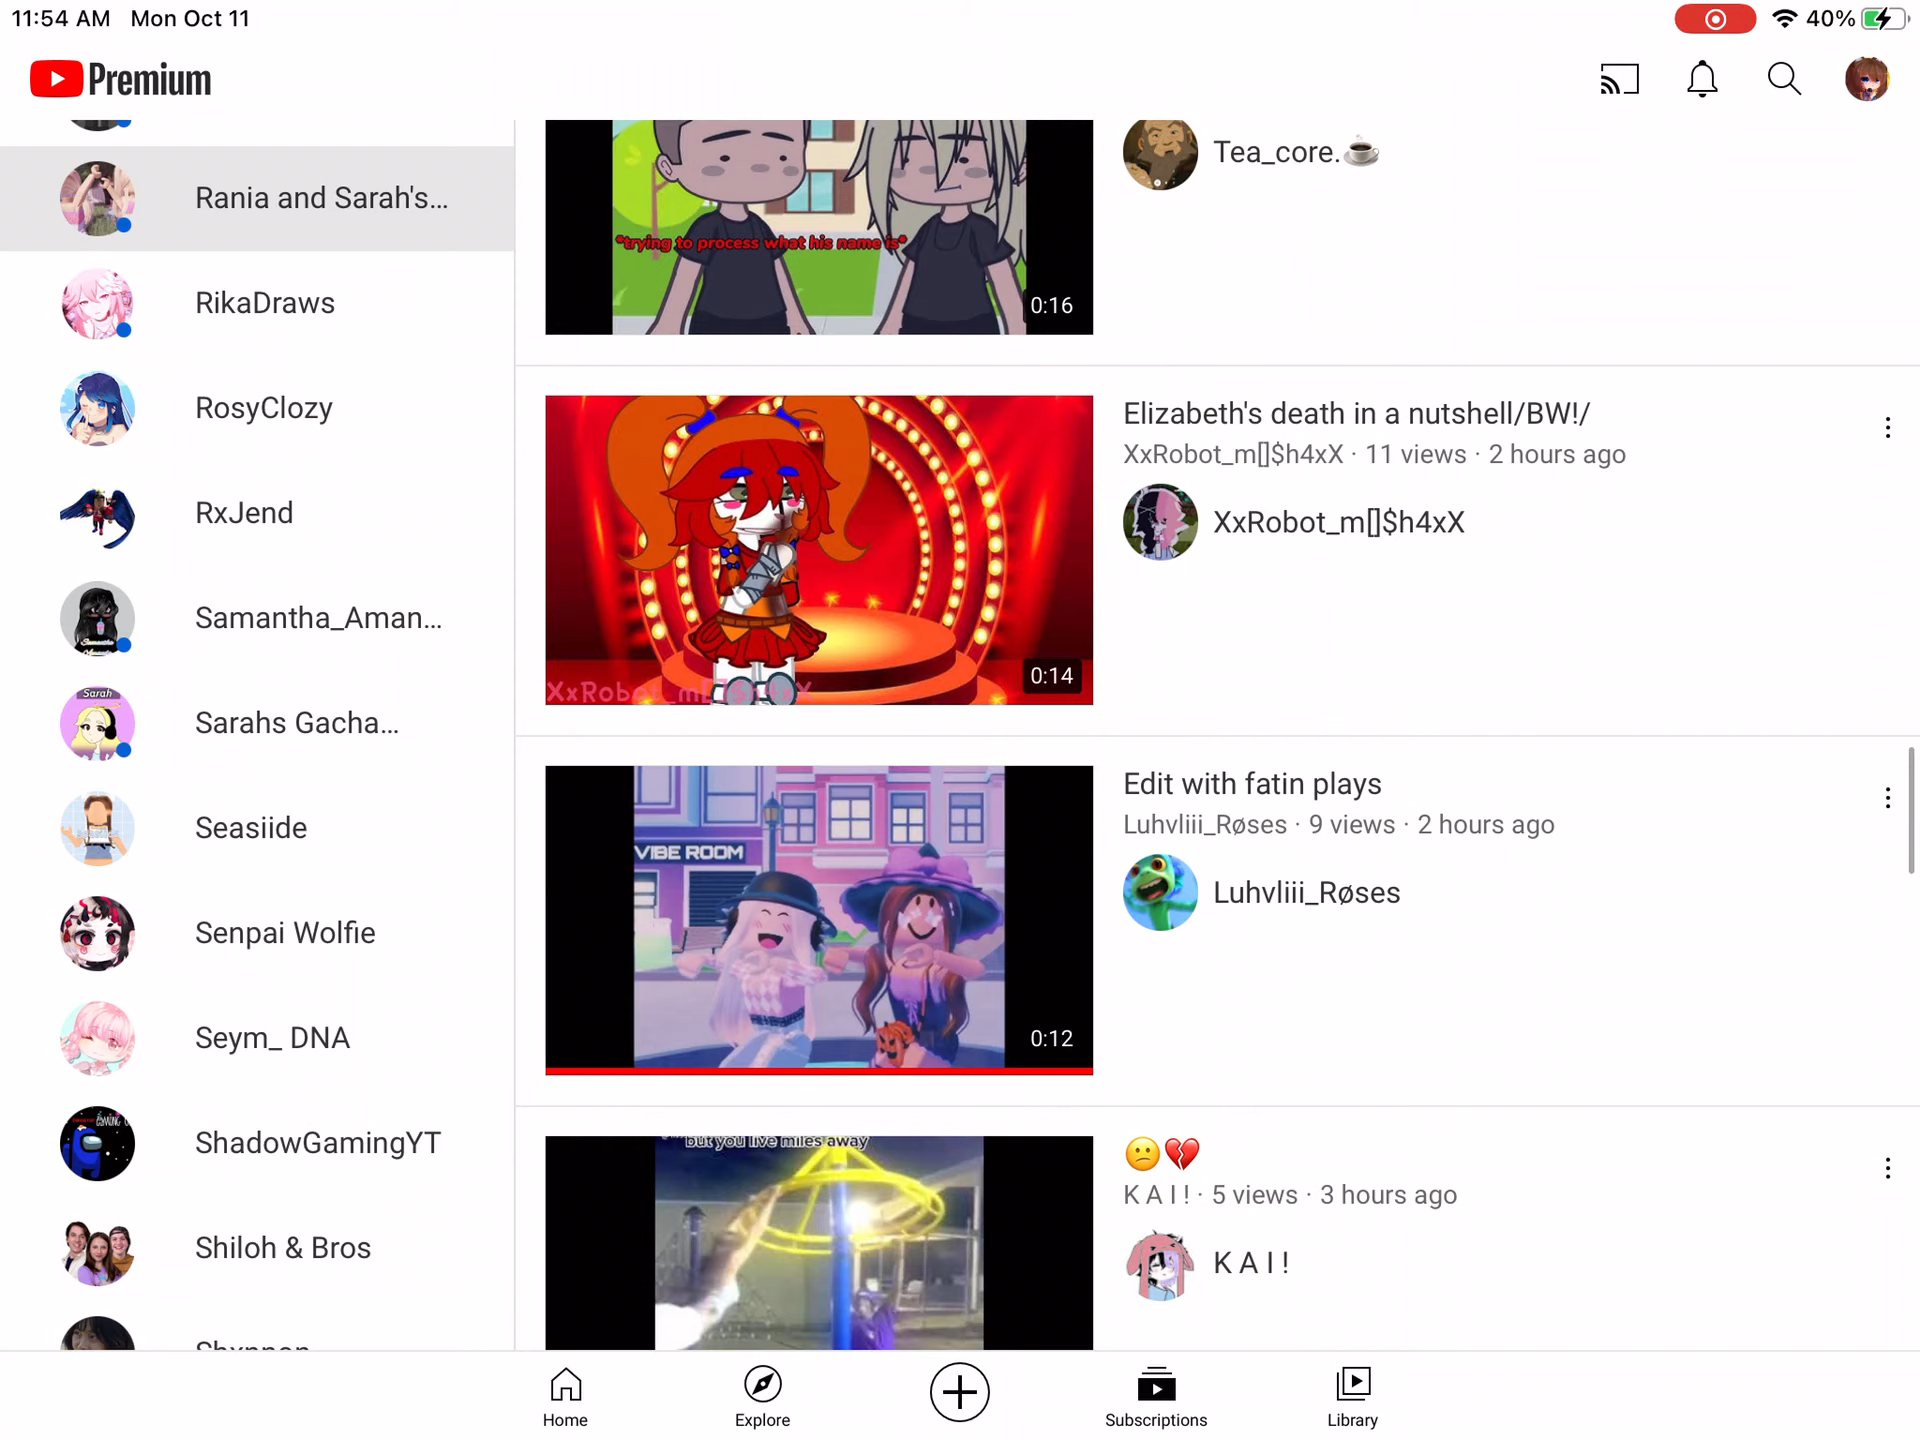 11:54 AM Mon Oct 11
40%
Premium
Rania and Sarah's...
RikaDraws
RosyClozy
RxJend
Samantha_Aman...
Sarah
Sarahs Gacha...
Seasiide
Senpai Wolfie
Seym_ DNA
ShadowGamingYT
Shiloh & Bros
*trying to process what his name is*
0:16
Tea_core.☕
XxRobot_m[]$h4xX
0:14
Elizabeth's death in a nutshell/BW!/
XxRobot_m[]$h4xX · 11 views · 2 hours ago
XxRobot_m[]$h4xX
VIBE ROOM
0:12
Edit with fatin plays
Luhvliii_Røses · 9 views · 2 hours ago
Luhvliii_Røses
but you live miles away
😕💔
K A I ! · 5 views · 3 hours ago
K A I !
Home
Explore
Subscriptions
Library